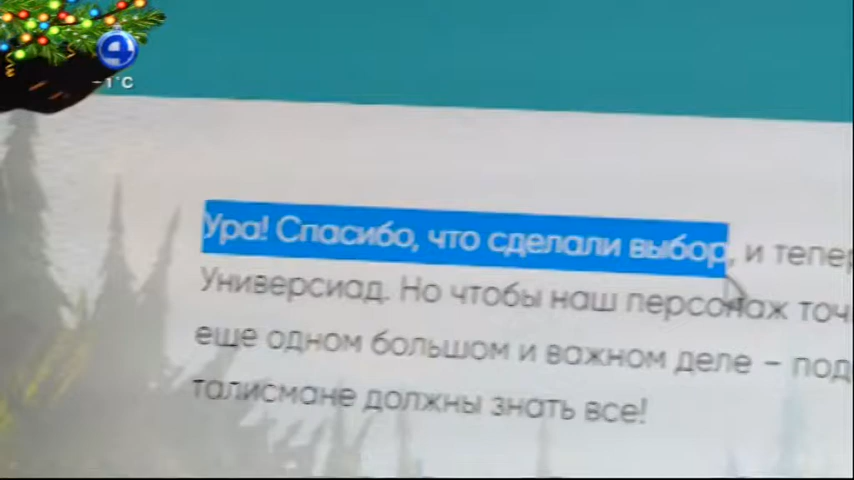 4
-1°C
Ура! Спасибо, что сделали выбор, и тепер
Универсиад. Но чтобы наш персонаж точ
еще одном большом и важном деле – под
талисмане должны знать все!